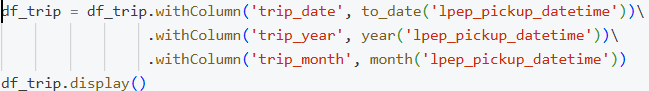 df_trip = df_trip.withColumn('trip_date', to_date('lpep_pickup_datetime'))\
.withColumn('trip_year', year('lpep_pickup_datetime'))\
.withColumn('trip_month', month('lpep_pickup_datetime'))
df_trip.display()